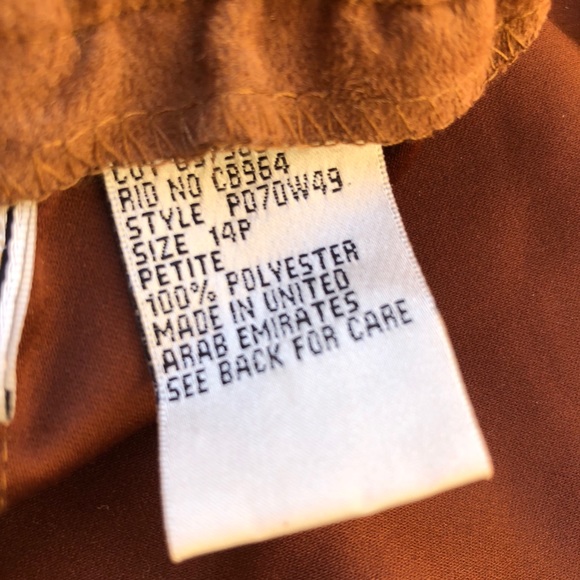 RID NO CB964
STYLE P070W49
SIZE 14P
PETITE
100% POLYESTER
MADE IN UNITED
ARAB EMIRATES
SEE BACK FOR CARE